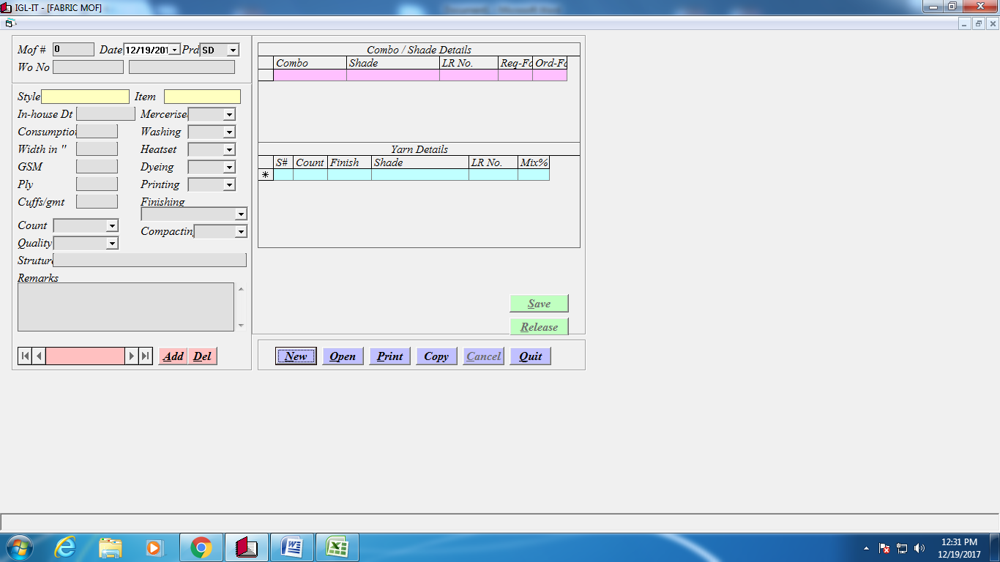 IGL-IT - [FABRIC MOF]
Mof # 0 Date 12/19/201 Prd SD
Wo No
Style Item
In-house Dt Mercerise
Consumption Washing
Width in " Heatset
GSM Dyeing
Ply Printing
Cuffs/gmt Finishing
Count Compactin
Quality
Struture
Remarks
Add Del
Combo / Shade Details
Combo Shade LR No. Req-Fa Ord-Fa
Yarn Details
S# Count Finish Shade LR No. Mix%
Save
Release
New Open Print Copy Cancel Quit
12:31 PM
12/19/2017